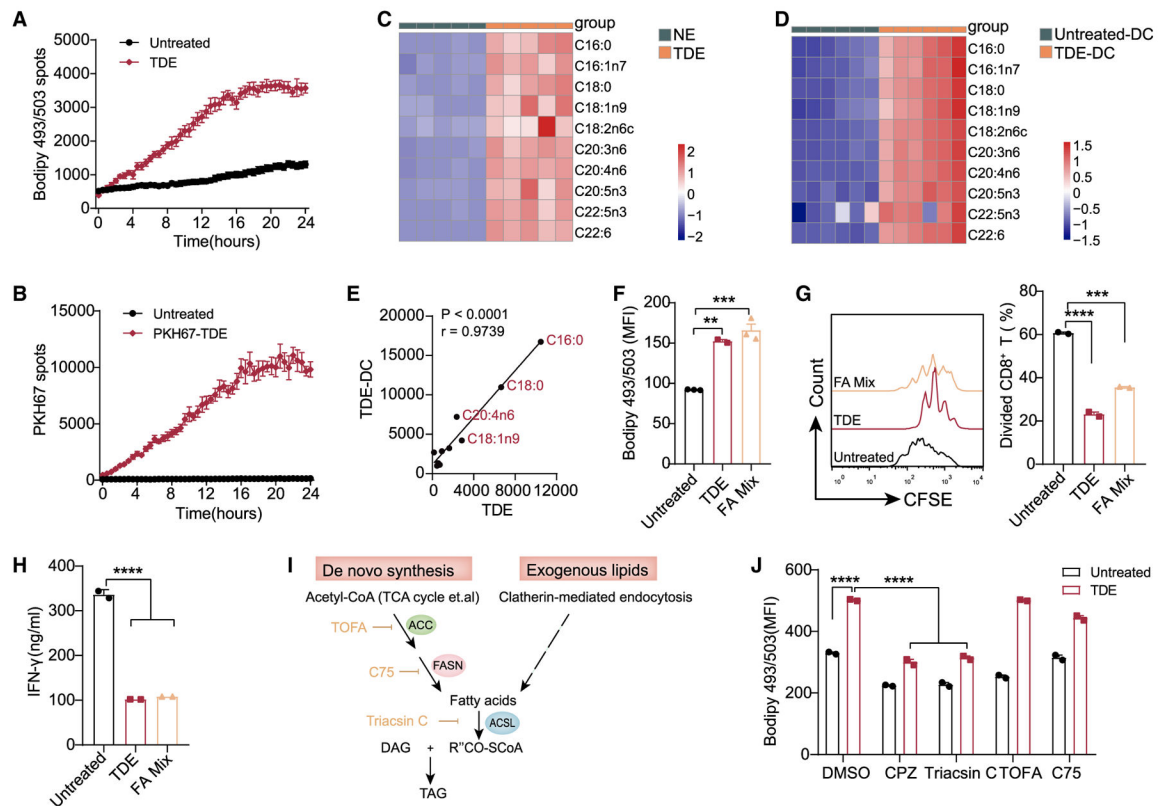 A
Untreated
TDE
5000
4000
3000
2000
1000
0
Bodipy 493/503 spots
0 4 8 12 16 20 24
Time(hours)
C
group
NE
TDE
C16:0
C16:1n7
C18:0
C18:1n9
C18:2n6c
C20:3n6
C20:4n6
C20:5n3
C22:5n3
C22:6
2
1
0
−1
−2
D
group
Untreated-DC
TDE-DC
C16:0
C16:1n7
C18:0
C18:1n9
C18:2n6c
C20:3n6
C20:4n6
C20:5n3
C22:5n3
C22:6
1.5
1.0
0.5
0
−0.5
−1.0
−1.5
B
Untreated
PKH67-TDE
15000
10000
5000
0
PKH67 spots
0 4 8 12 16 20 24
Time(hours)
E
P < 0.0001
r = 0.9739
20000
15000
10000
5000
0
TDE-DC
C16:0
C18:0
C20:4n6
C18:1n9
0 4000 8000 12000
TDE
F
200
150
100
50
0
Bodipy 493/503 (MFI)
***
**
Untreated
TDE
FA Mix
G
Count
FA Mix
TDE
Untreated
10⁰ 10¹ 10² 10³ 10⁴
CFSE
80
60
40
20
0
Divided CD8⁺ T ( %)
***
****
Untreated
TDE
FA Mix
H
400
300
200
100
0
IFN-γ(ng/ml)
****
Untreated
TDE
FA Mix
I
De novo synthesis
Exogenous lipids
Acetyl-CoA (TCA cycle et.al)
Clatherin-mediated endocytosis
TOFA
ACC
C75
FASN
Fatty acids
Triacsin C
ACSL
DAG + R"CO-SCoA
TAG
J
Untreated
TDE
600
400
200
0
Bodipy 493/503(MFI)
**** ****
DMSO CPZ Triacsin C TOFA C75